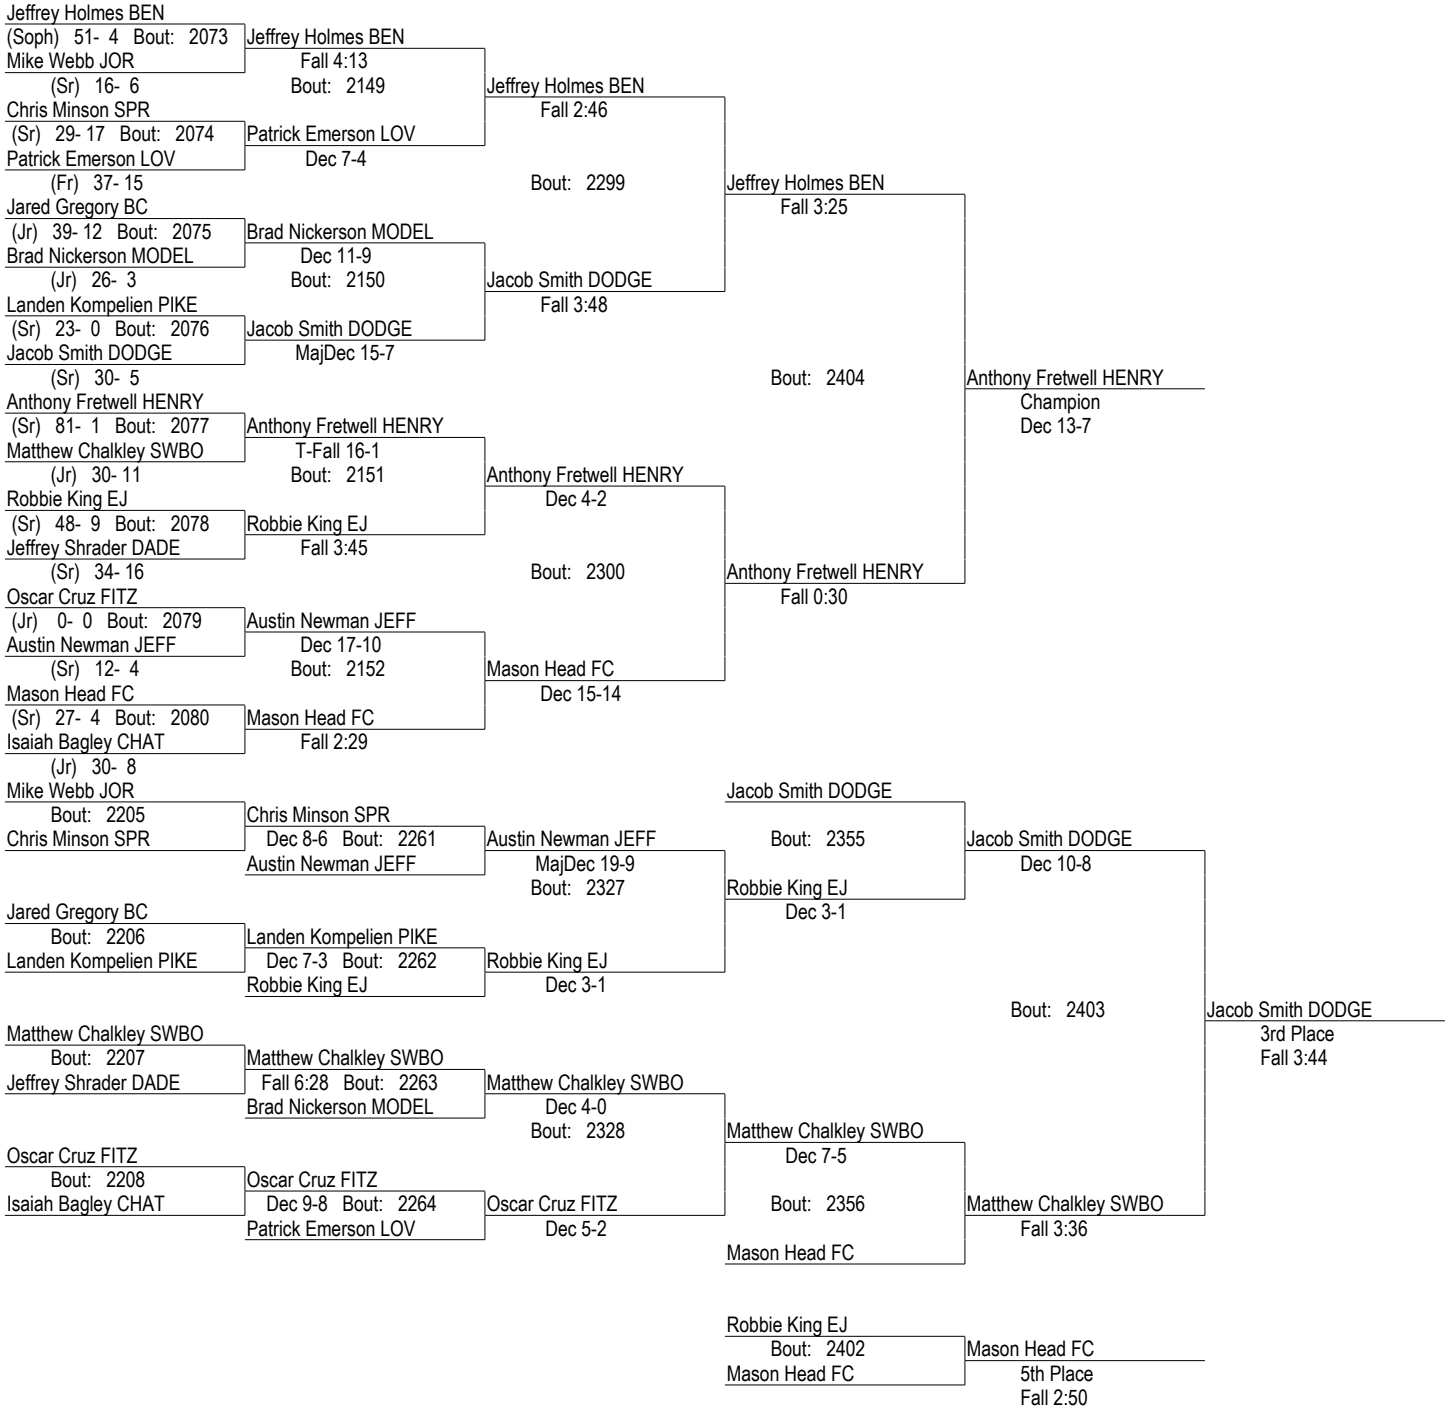 Jeffrey Holmes BEN
(Soph) 51- 4 Bout: 2073 Jeffrey Holmes BEN
Mike Webb JOR Fall 4:13
(Sr) 16- 6 Bout: 2149 Jeffrey Holmes BEN
Chris Minson SPR Fall 2:46
(Sr) 29- 17 Bout: 2074 Patrick Emerson LOV
Patrick Emerson LOV Dec 7-4
(Fr) 37- 15 Bout: 2299 Jeffrey Holmes BEN
Jared Gregory BC Fall 3:25
(Jr) 39- 12 Bout: 2075 Brad Nickerson MODEL
Brad Nickerson MODEL Dec 11-9
(Jr) 26- 3 Bout: 2150 Jacob Smith DODGE
Landen Kompelien PIKE Fall 3:48
(Sr) 23- 0 Bout: 2076 Jacob Smith DODGE
Jacob Smith DODGE MajDec 15-7
(Sr) 30- 5 Bout: 2404 Anthony Fretwell HENRY
Anthony Fretwell HENRY Champion
(Sr) 81- 1 Bout: 2077 Anthony Fretwell HENRY Dec 13-7
Matthew Chalkley SWBO T-Fall 16-1
(Jr) 30- 11 Bout: 2151 Anthony Fretwell HENRY
Robbie King EJ Dec 4-2
(Sr) 48- 9 Bout: 2078 Robbie King EJ
Jeffrey Shrader DADE Fall 3:45
(Sr) 34- 16 Bout: 2300 Anthony Fretwell HENRY
Oscar Cruz FITZ Fall 0:30
(Jr) 0- 0 Bout: 2079 Austin Newman JEFF
Austin Newman JEFF Dec 17-10
(Sr) 12- 4 Bout: 2152 Mason Head FC
Mason Head FC Dec 15-14
(Sr) 27- 4 Bout: 2080 Mason Head FC
Isaiah Bagley CHAT Fall 2:29
(Jr) 30- 8
Mike Webb JOR Jacob Smith DODGE
Bout: 2205 Chris Minson SPR
Chris Minson SPR Dec 8-6 Bout: 2261 Austin Newman JEFF Bout: 2355 Jacob Smith DODGE
Austin Newman JEFF MajDec 19-9 Dec 10-8
Bout: 2327 Robbie King EJ
Jared Gregory BC Dec 3-1
Bout: 2206 Landen Kompelien PIKE
Landen Kompelien PIKE Dec 7-3 Bout: 2262 Robbie King EJ
Robbie King EJ Dec 3-1
Bout: 2403 Jacob Smith DODGE
Matthew Chalkley SWBO 3rd Place
Bout: 2207 Matthew Chalkley SWBO Fall 3:44
Jeffrey Shrader DADE Fall 6:28 Bout: 2263 Matthew Chalkley SWBO
Brad Nickerson MODEL Dec 4-0
Bout: 2328 Matthew Chalkley SWBO
Oscar Cruz FITZ Dec 7-5
Bout: 2208 Oscar Cruz FITZ
Isaiah Bagley CHAT Dec 9-8 Bout: 2264 Oscar Cruz FITZ Bout: 2356 Matthew Chalkley SWBO
Patrick Emerson LOV Dec 5-2 Fall 3:36
Mason Head FC
Robbie King EJ
Bout: 2402 Mason Head FC
Mason Head FC 5th Place
Fall 2:50